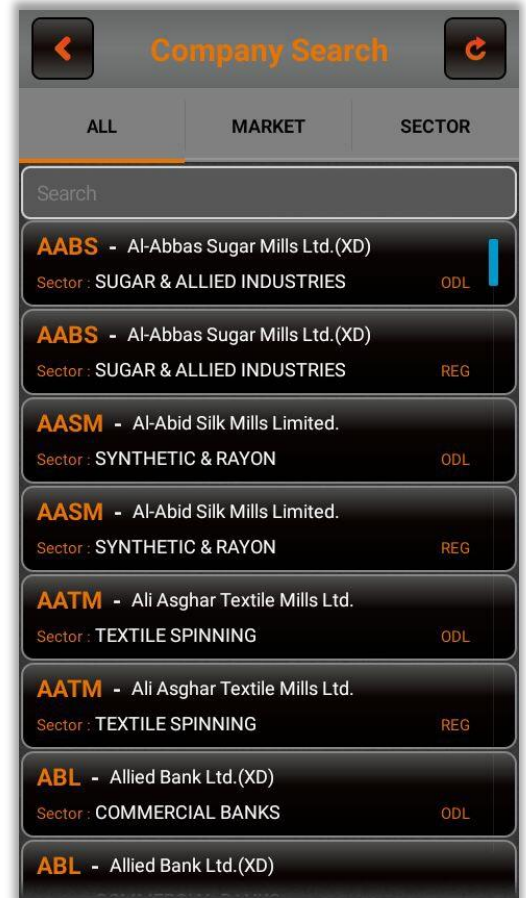 Company Search
ALL MARKET SECTOR
Search
AABS - Al-Abbas Sugar Mills Ltd.(XD)
Sector : SUGAR & ALLIED INDUSTRIES ODL
AABS - Al-Abbas Sugar Mills Ltd.(XD)
Sector : SUGAR & ALLIED INDUSTRIES REG
AASM - Al-Abid Silk Mills Limited.
Sector : SYNTHETIC & RAYON ODL
AASM - Al-Abid Silk Mills Limited.
Sector : SYNTHETIC & RAYON REG
AATM - Ali Asghar Textile Mills Ltd.
Sector : TEXTILE SPINNING ODL
AATM - Ali Asghar Textile Mills Ltd.
Sector : TEXTILE SPINNING REG
ABL - Allied Bank Ltd.(XD)
Sector : COMMERCIAL BANKS ODL
ABL - Allied Bank Ltd.(XD)